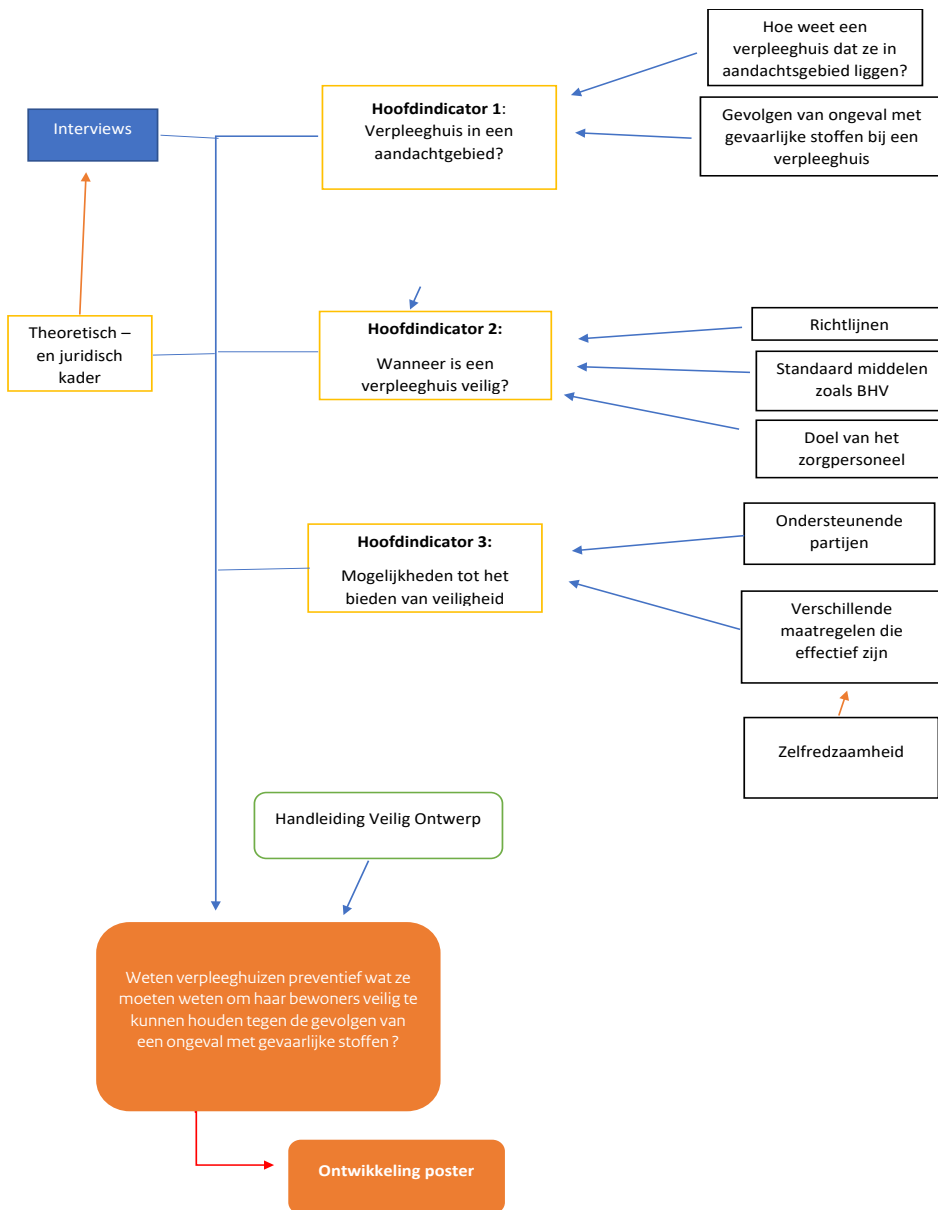 Hoe weet een
verpleeghuis dat ze in
aandachtsgebied liggen?
Interviews
Hoofdindicator 1:
Verpleeghuis in een
aandachtgebied?
Gevolgen van ongeval met
gevaarlijke stoffen bij een
verpleeghuis
Theoretisch –
en juridisch
kader
Hoofdindicator 2:
Wanneer is een
verpleeghuis veilig?
Richtlijnen
Standaard middelen
zoals BHV
Doel van het
zorgpersoneel
Hoofdindicator 3:
Mogelijkheden tot het
bieden van veiligheid
Ondersteunende
partijen
Verschillende
maatregelen die
effectief zijn
Zelfredzaamheid
Handleiding Veilig Ontwerp
Weten verpleeghuizen preventief wat ze
moeten weten om haar bewoners veilig te
kunnen houden tegen de gevolgen van
een ongeval met gevaarlijke stoffen ?
Ontwikkeling poster